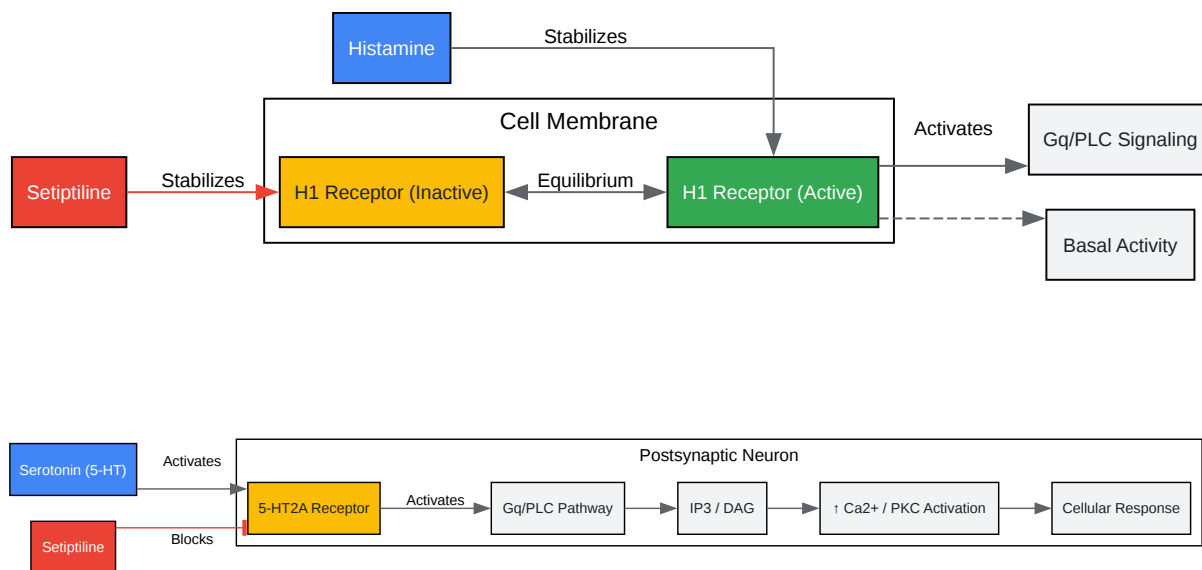 Histamine
Stabilizes
Cell Membrane
Activates
Gq/PLC Signaling
Setiptiline
Stabilizes
H1 Receptor (Inactive)
Equilibrium
H1 Receptor (Active)
Basal Activity
Serotonin (5-HT)
Activates
Postsynaptic Neuron
5-HT2A Receptor
Activates
Gq/PLC Pathway
IP3 / DAG
↑ Ca2+ / PKC Activation
Cellular Response
Setiptiline
Blocks